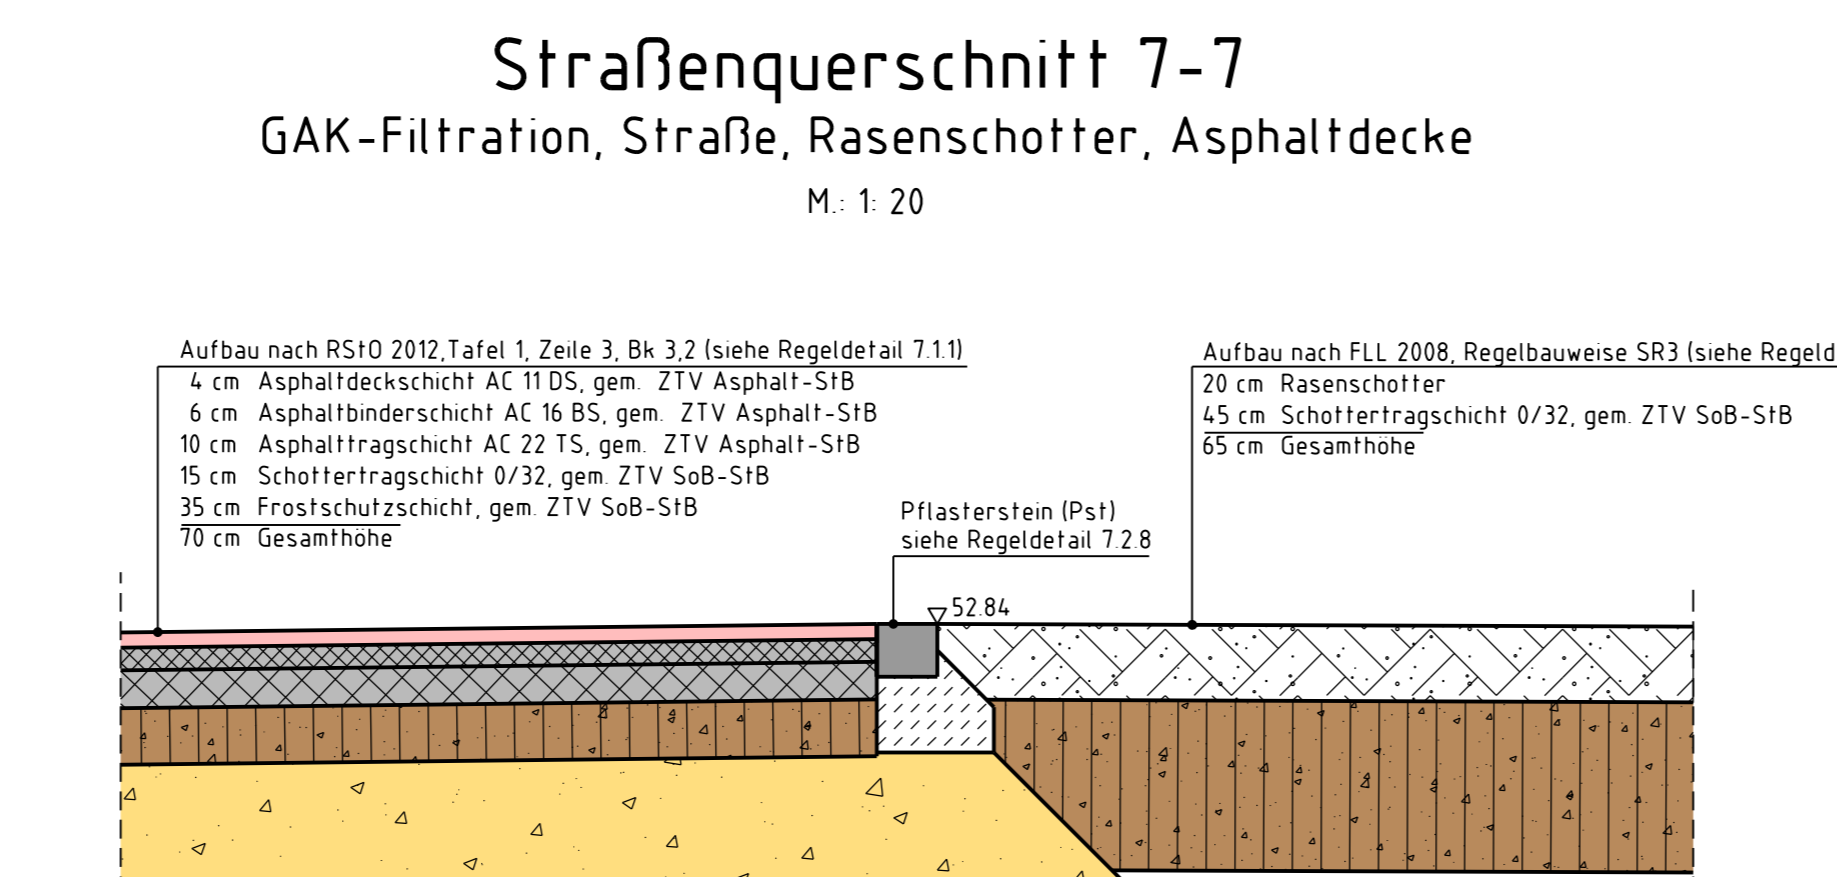 Straßenquerschnitt 7-7
GAK-Filtration, Straße, Rasenschotter, Asphaltdecke
M.: 1: 20
Aufbau nach RStO 2012,Tafel 1, Zeile 3, Bk 3,2 (siehe Regeldetail 7.1.1)
4 cm Asphaltdeckschicht AC 11 DS, gem. ZTV Asphalt-StB
6 cm Asphaltbinderschicht AC 16 BS, gem. ZTV Asphalt-StB
10 cm Asphalttragschicht AC 22 TS, gem. ZTV Asphalt-StB
15 cm Schottertragschicht 0/32, gem. ZTV SoB-StB
35 cm Frostschutzschicht, gem. ZTV SoB-StB
70 cm Gesamthöhe
Aufbau nach FLL 2008, Regelbauweise SR3 (siehe Regeld
20 cm Rasenschotter
45 cm Schottertragschicht 0/32, gem. ZTV SoB-StB
65 cm Gesamthöhe
Pflasterstein (Pst)
siehe Regeldetail 7.2.8
52.84